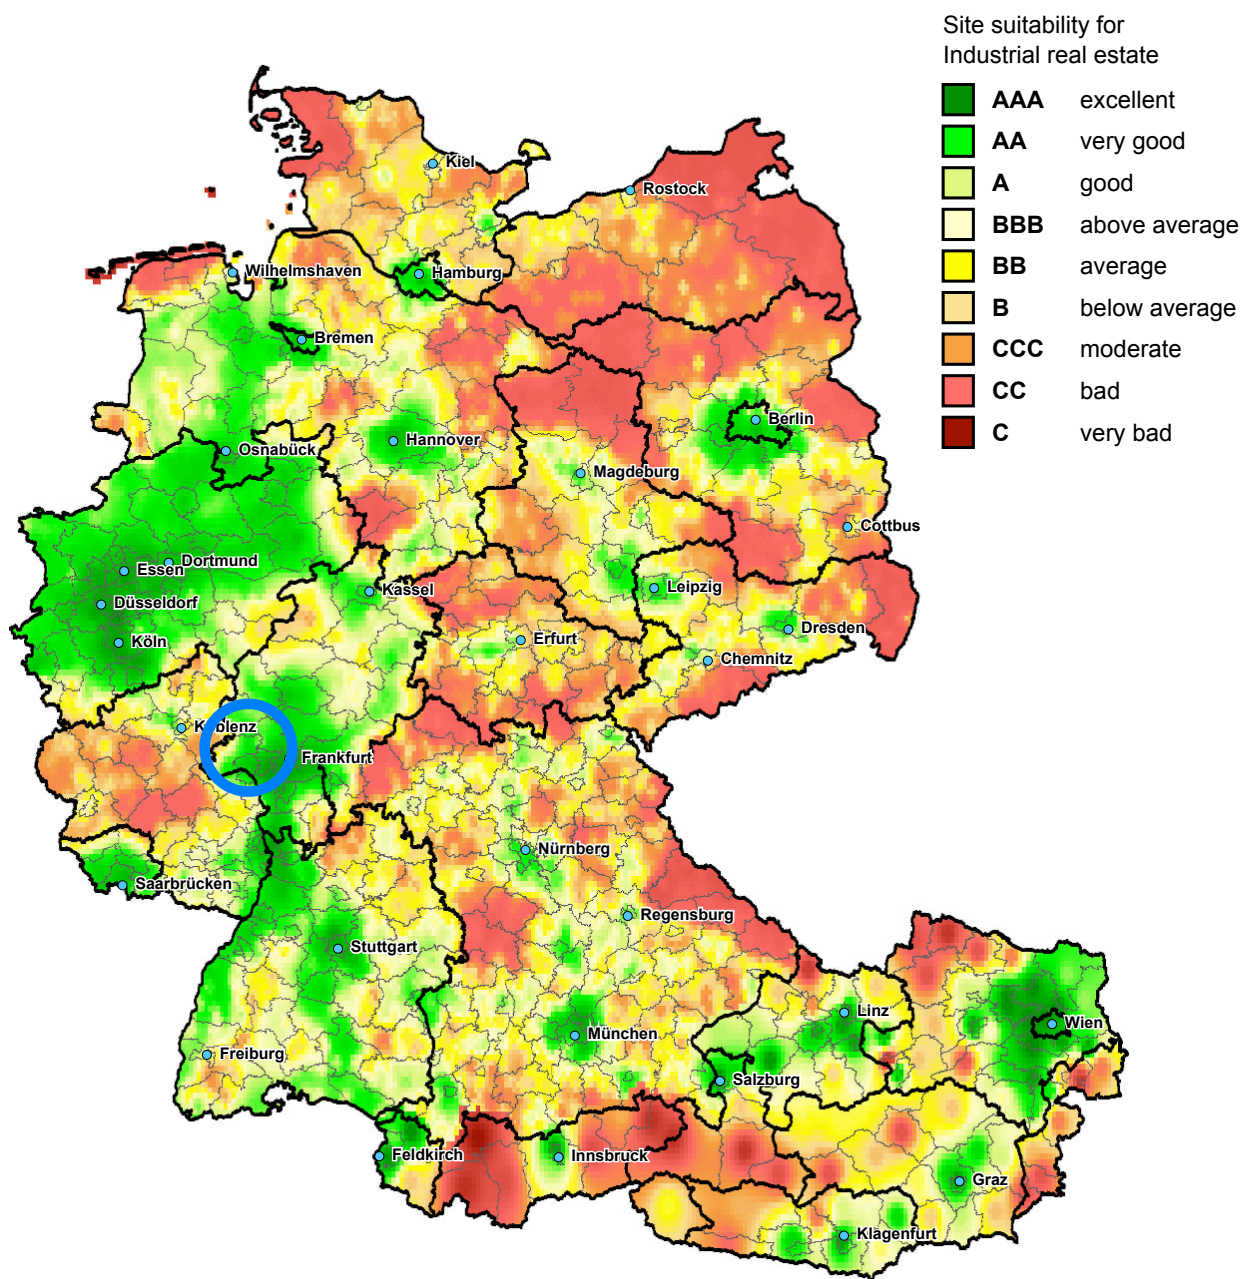 Site suitability for
Industrial real estate
AAA excellent
AA very good
A good
BBB above average
BB average
B below average
CCC moderate
CC bad
C very bad
Kiel
Rostock
Wilhelmshaven
Hamburg
Bremen
Berlin
Hannover
Osnabück
Magdeburg
Cottbus
Dortmund
Essen
Kassel
Leipzig
Düsseldorf
Dresden
Köln
Erfurt
Chemnitz
Koblenz
Frankfurt
Nürnberg
Saarbrücken
Regensburg
Stuttgart
Linz
Wien
München
Freiburg
Salzburg
Feldkirch
Innsbruck
Graz
Klagenfurt